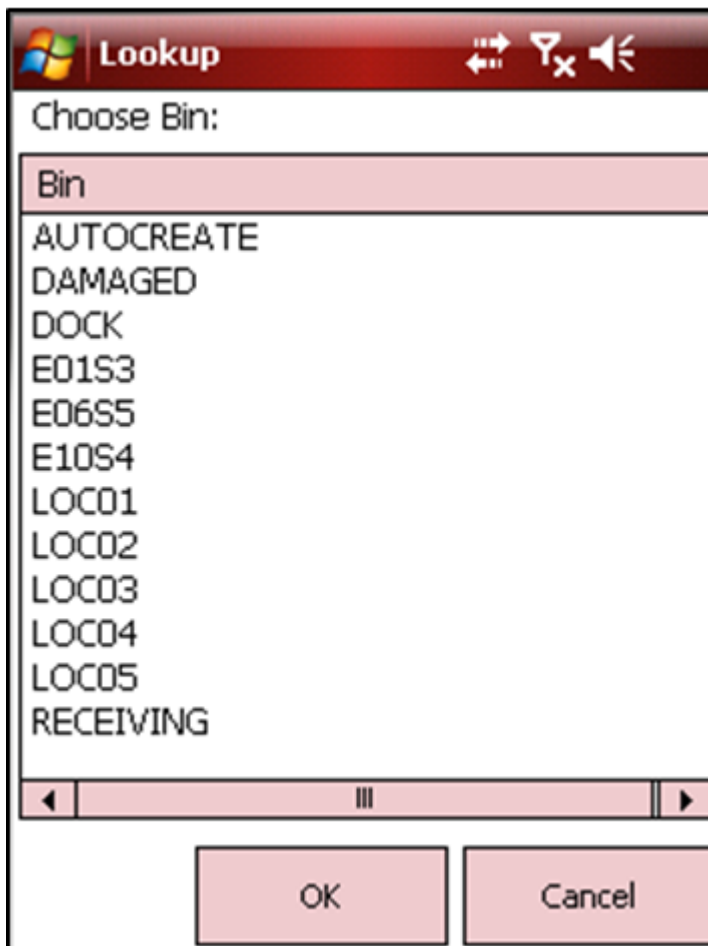 Lookup
Choose Bin:
Bin
AUTOCREATE
DAMAGED
DOCK
E01S3
E06S5
E10S4
LOC01
LOC02
LOC03
LOC04
LOC05
RECEIVING
OK
Cancel